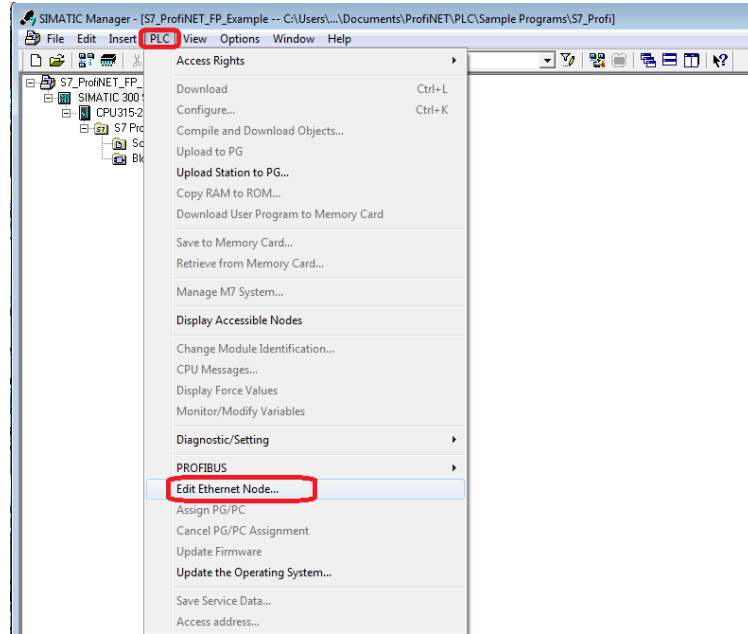 SIMATIC Manager - [S7_ProfiNET_FP_Example -- C:\Users\...\Documents\ProfiNET\PLC\Sample Programs\S7_Profi]
File Edit Insert PLC View Options Window Help
S7_ProfiNET_FP_
SIMATIC 300
CPU315-2
S7 Pro
Access Rights
Download Ctrl+L
Configure... Ctrl+K
Compile and Download Objects...
Upload to PG
Upload Station to PG...
Copy RAM to ROM...
Download User Program to Memory Card
Save to Memory Card...
Retrieve from Memory Card...
Manage M7 System...
Display Accessible Nodes
Change Module Identification...
CPU Messages...
Display Force Values
Monitor/Modify Variables
Diagnostic/Setting
PROFIBUS
Edit Ethernet Node...
Assign PG/PC
Cancel PG/PC Assignment
Update Firmware
Update the Operating System...
Save Service Data...
Access address...